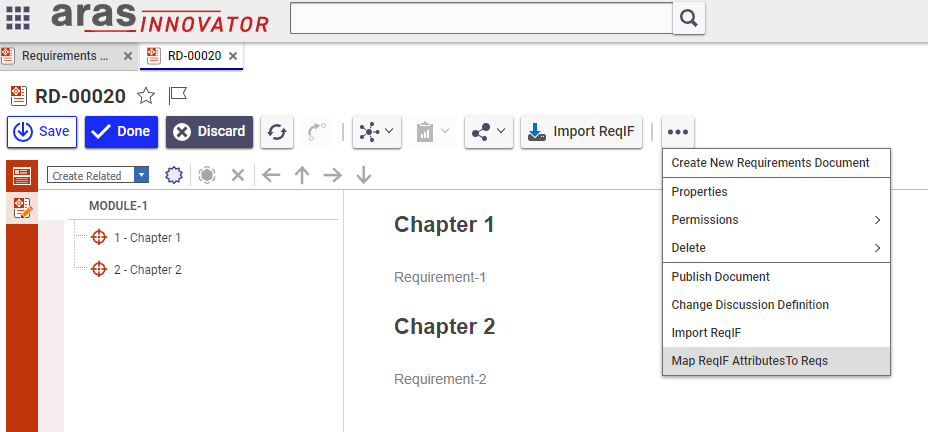 aras INNOVATOR
Requirements ...
RD-00020
RD-00020
Save
Done
Discard
Import ReqIF
Create Related
MODULE-1
1 - Chapter 1
2 - Chapter 2
Chapter 1
Requirement-1
Chapter 2
Requirement-2
Create New Requirements Document
Properties
Permissions
Delete
Publish Document
Change Discussion Definition
Import ReqIF
Map ReqIF AttributesTo Reqs